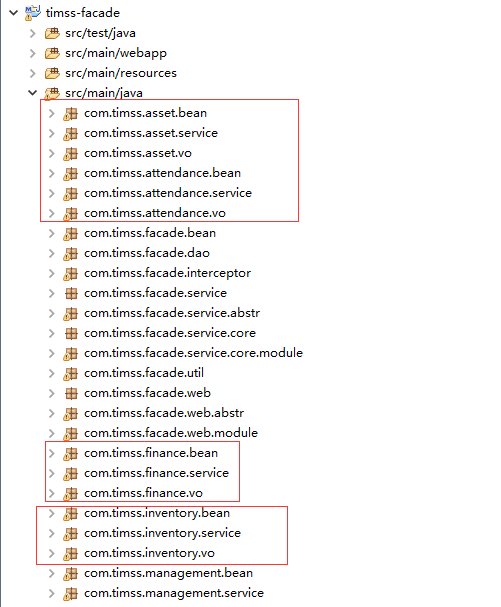 timss-facade
src/test/java
src/main/webapp
src/main/resources
src/main/java
com.timss.asset.bean
com.timss.asset.service
com.timss.asset.vo
com.timss.attendance.bean
com.timss.attendance.service
com.timss.attendance.vo
com.timss.facade.bean
com.timss.facade.dao
com.timss.facade.interceptor
com.timss.facade.service
com.timss.facade.service.abstr
com.timss.facade.service.core
com.timss.facade.service.core.module
com.timss.facade.util
com.timss.facade.web
com.timss.facade.web.abstr
com.timss.facade.web.module
com.timss.finance.bean
com.timss.finance.service
com.timss.finance.vo
com.timss.inventory.bean
com.timss.inventory.service
com.timss.inventory.vo
com.timss.management.bean
com.timss.management.service